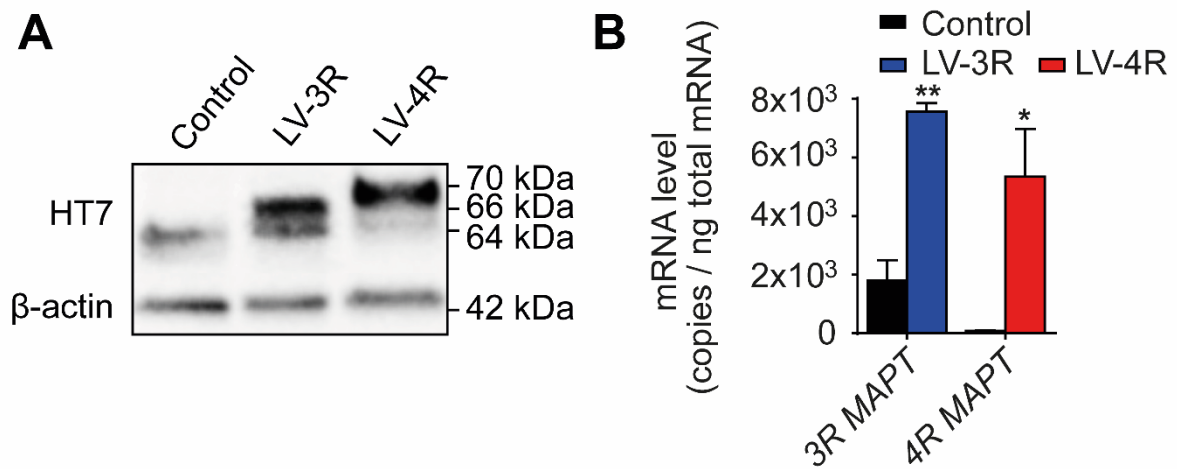 A
Control
LV-3R
LV-4R
HT7
β-actin
70 kDa
66 kDa
64 kDa
42 kDa
B
Control
LV-3R
LV-4R
mRNA level
(copies / ng total mRNA)
8x10³
6x10³
4x10³
2x10³
0
**
*
3R MAPT
4R MAPT